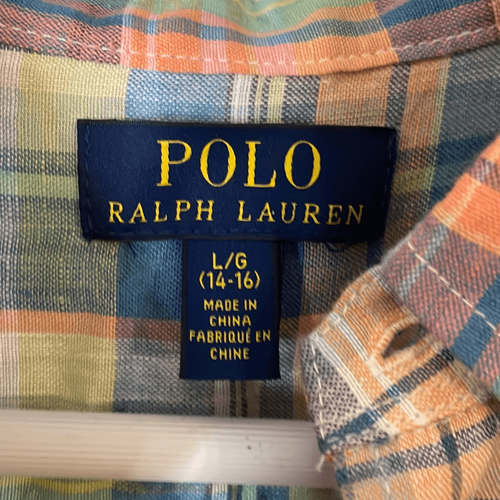 POLO
RALPH LAUREN
L/G
(14-16)
MADE IN
CHINA
FABRIQUÉ EN
CHINE